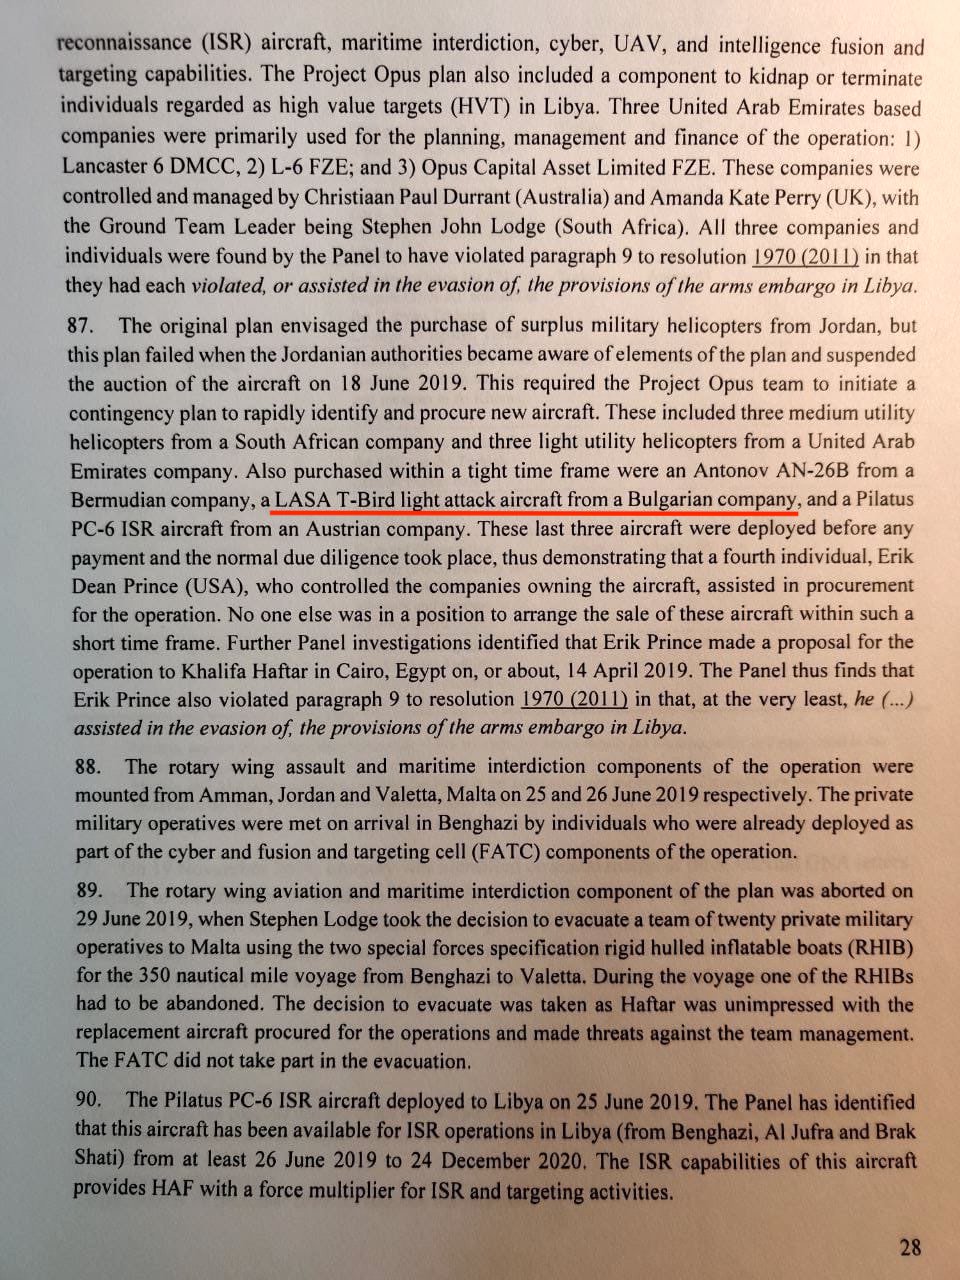 reconnaissance (ISR) aircraft, maritime interdiction, cyber, UAV, and intelligence fusion and
targeting capabilities. The Project Opus plan also included a component to kidnap or terminate
individuals regarded as high value targets (HVT) in Libya. Three United Arab Emirates based
companies were primarily used for the planning, management and finance of the operation: 1)
Lancaster 6 DMCC, 2) L-6 FZE; and 3) Opus Capital Asset Limited FZE. These companies were
controlled and managed by Christiaan Paul Durrant (Australia) and Amanda Kate Perry (UK), with
the Ground Team Leader being Stephen John Lodge (South Africa). All three companies and
individuals were found by the Panel to have violated paragraph 9 to resolution 1970 (2011) in that
they had each violated, or assisted in the evasion of, the provisions of the arms embargo in Libya.
87. The original plan envisaged the purchase of surplus military helicopters from Jordan, but
this plan failed when the Jordanian authorities became aware of elements of the plan and suspended
the auction of the aircraft on 18 June 2019. This required the Project Opus team to initiate a
contingency plan to rapidly identify and procure new aircraft. These included three medium utility
helicopters from a South African company and three light utility helicopters from a United Arab
Emirates company. Also purchased within a tight time frame were an Antonov AN-26B from a
Bermudian company, a LASA T-Bird light attack aircraft from a Bulgarian company, and a Pilatus
PC-6 ISR aircraft from an Austrian company. These last three aircraft were deployed before any
payment and the normal due diligence took place, thus demonstrating that a fourth individual, Erik
Dean Prince (USA), who controlled the companies owning the aircraft, assisted in procurement
for the operation. No one else was in a position to arrange the sale of these aircraft within such a
short time frame. Further Panel investigations identified that Erik Prince made a proposal for the
operation to Khalifa Haftar in Cairo, Egypt on, or about, 14 April 2019. The Panel thus finds that
Erik Prince also violated paragraph 9 to resolution 1970 (2011) in that, at the very least, he (...)
assisted in the evasion of, the provisions of the arms embargo in Libya.
88. The rotary wing assault and maritime interdiction components of the operation were
mounted from Amman, Jordan and Valetta, Malta on 25 and 26 June 2019 respectively. The private
military operatives were met on arrival in Benghazi by individuals who were already deployed as
part of the cyber and fusion and targeting cell (FATC) components of the operation.
89. The rotary wing aviation and maritime interdiction component of the plan was aborted on
29 June 2019, when Stephen Lodge took the decision to evacuate a team of twenty private military
operatives to Malta using the two special forces specification rigid hulled inflatable boats (RHIB)
for the 350 nautical mile voyage from Benghazi to Valetta. During the voyage one of the RHIBs
had to be abandoned. The decision to evacuate was taken as Haftar was unimpressed with the
replacement aircraft procured for the operations and made threats against the team management.
The FATC did not take part in the evacuation.
90. The Pilatus PC-6 ISR aircraft deployed to Libya on 25 June 2019. The Panel has identified
that this aircraft has been available for ISR operations in Libya (from Benghazi, Al Jufra and Brak
Shati) from at least 26 June 2019 to 24 December 2020. The ISR capabilities of this aircraft
provides HAF with a force multiplier for ISR and targeting activities.
28